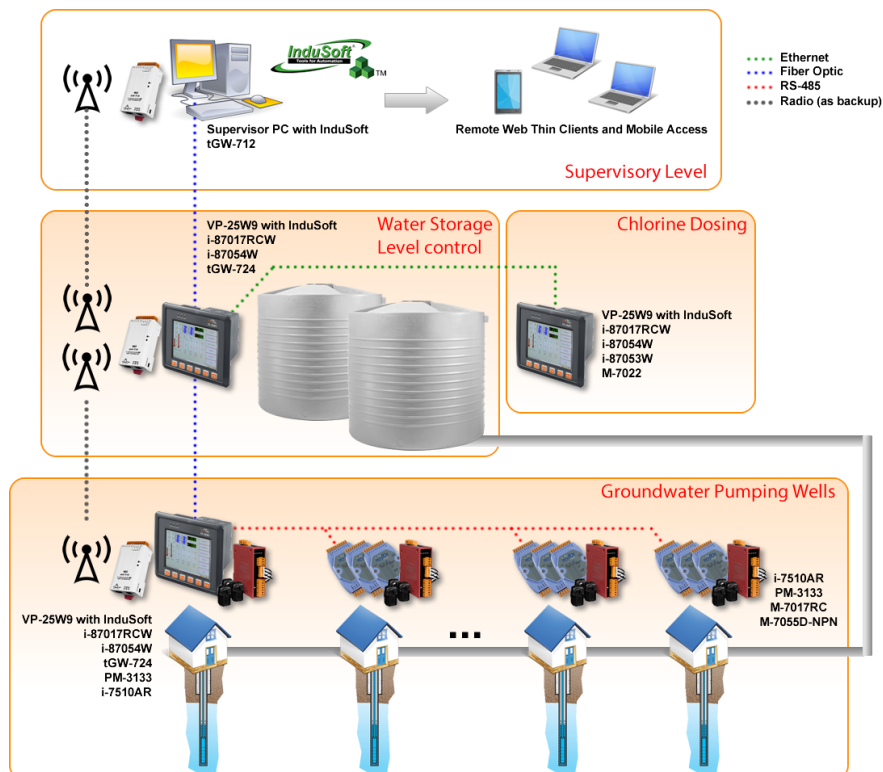 InduSoft
Tools for Automation
TM
Supervisor PC with InduSoft
tGW-712
Remote Web Thin Clients and Mobile Access
Supervisory Level
Ethernet
Fiber Optic
RS-485
Radio (as backup)
VP-25W9 with InduSoft
i-87017RCW
i-87054W
tGW-724
Water Storage
Level control
Chlorine Dosing
VP-25W9 with InduSoft
i-87017RCW
i-87054W
i-87053W
M-7022
Groundwater Pumping Wells
VP-25W9 with InduSoft
i-87017RCW
i-87054W
tGW-724
PM-3133
i-7510AR
...
i-7510AR
PM-3133
M-7017RC
M-7055D-NPN